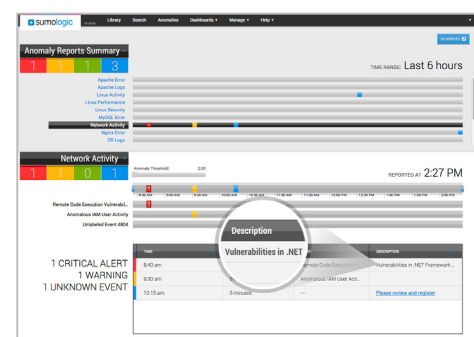 sumologic
Library Search Anomalies Dashboards Manage Help
Incidents
Anomaly Reports Summary
1 1 1 3
TIME RANGE: Last 6 hours
Apache Error
Apache Logs
Linux Activity
Linux Performance
Linux Security
MySQL Error
Network Activity
Nginx Error
OS Logs
Network Activity
1 1 0 1
Anomaly Threshold: 2.00
REPORTED AT 2:27 PM
Remote Code Execution Vulnerabil...
Anomalous IAM User Activity
Unlabeled Event 4804
1 CRITICAL ALERT
1 WARNING
1 UNKNOWN EVENT
Description
Vulnerabilities in .NET
TIME DESCRIPTION
8:40 am Remote Code Vulnerabilities in .NET Framework...
9:30 am Anomalous IAM User Acti...
10:15 am 5 minutes --- Please review and register